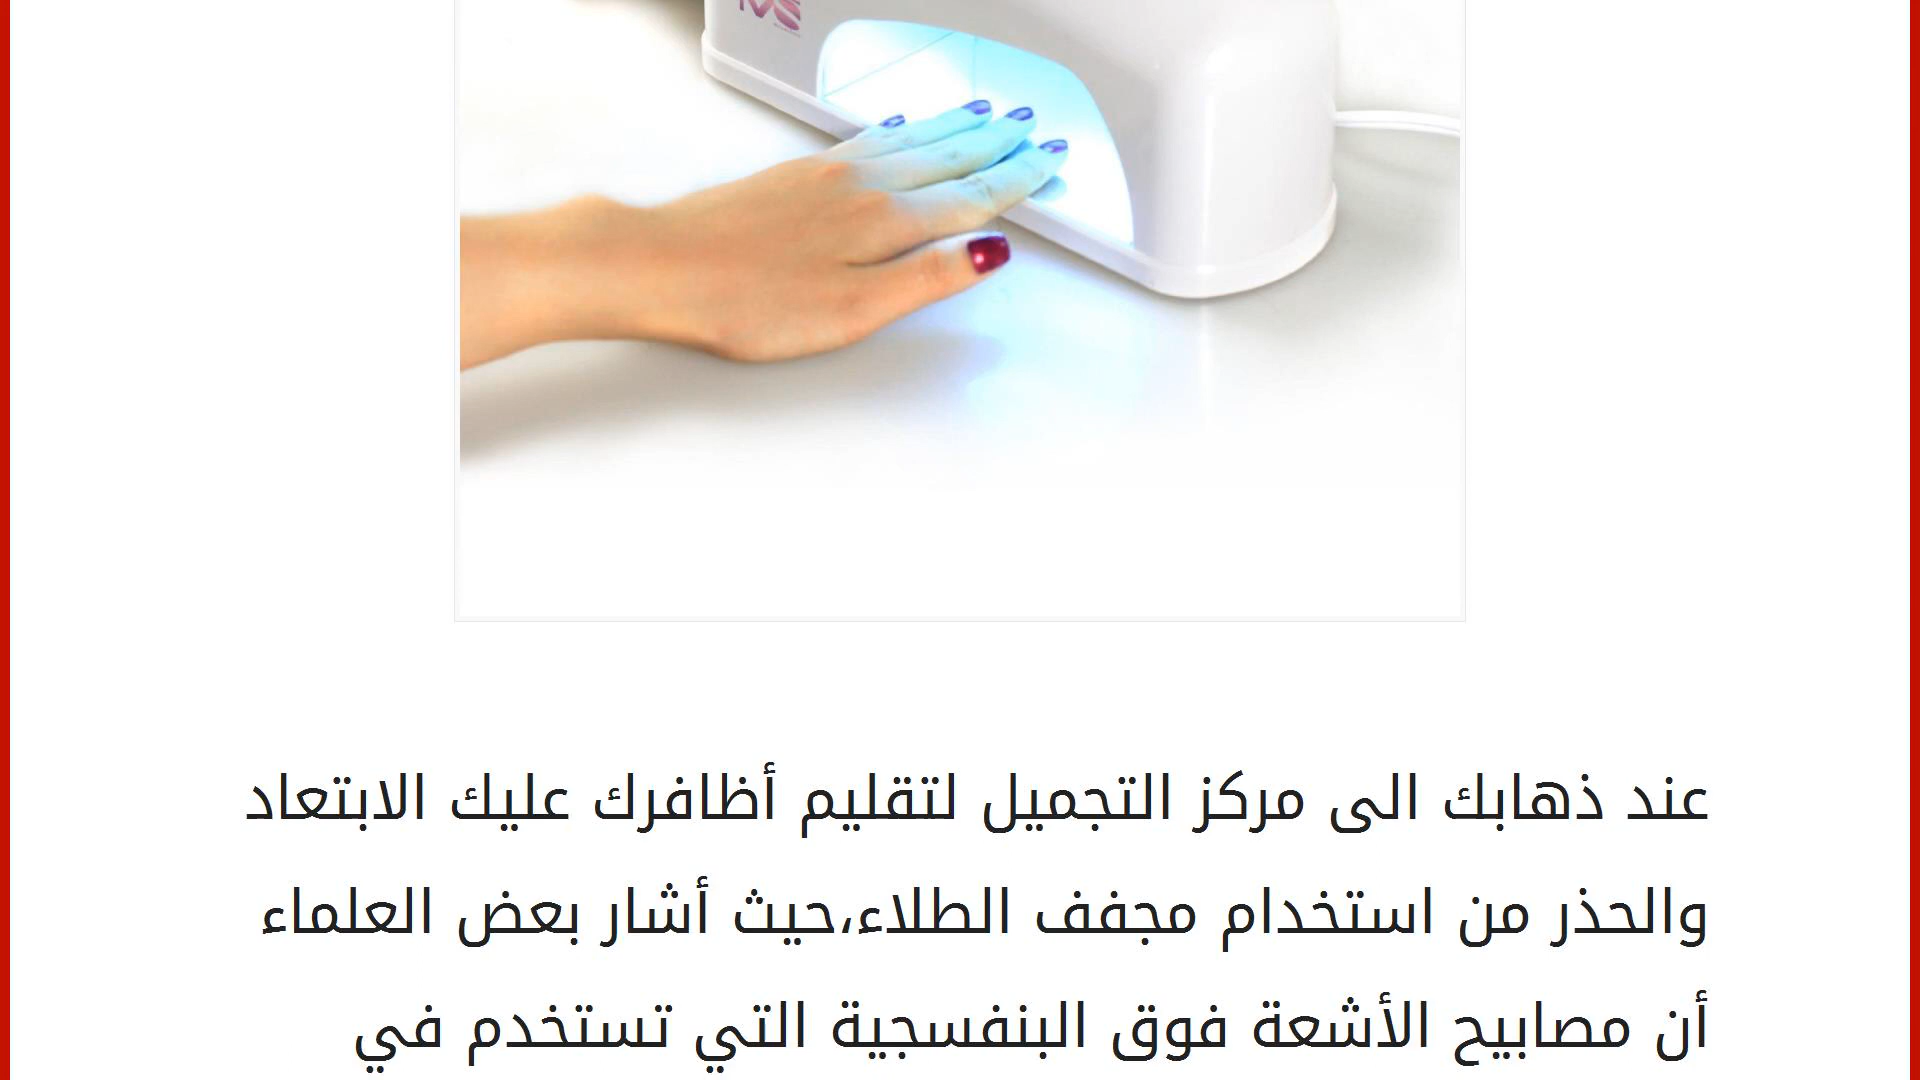 عند ذهابك الى مركز التجميل لتقليم أظافرك عليك الابتعاد
والحذر من استخدام مجفف الطلاء،حيث أشار بعض العلماء
أن مصابيح الأشعة فوق البنفسجية التي تستخدم في